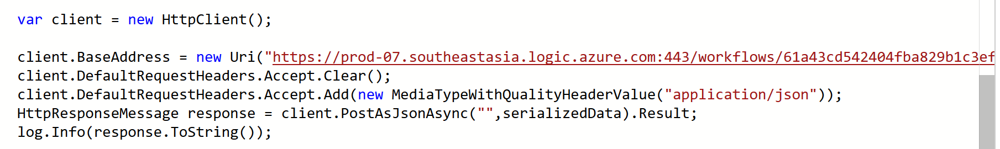 var client = new HttpClient();
client.BaseAddress = new Uri("https://prod-07.southeastasia.logic.azure.com:443/workflows/61a43cd542404fba829b1c3ef
client.DefaultRequestHeaders.Accept.Clear();
client.DefaultRequestHeaders.Accept.Add(new MediaTypeWithQualityHeaderValue("application/json"));
HttpResponseMessage response = client.PostAsJsonAsync("",serializedData).Result;
log.Info(response.ToString());